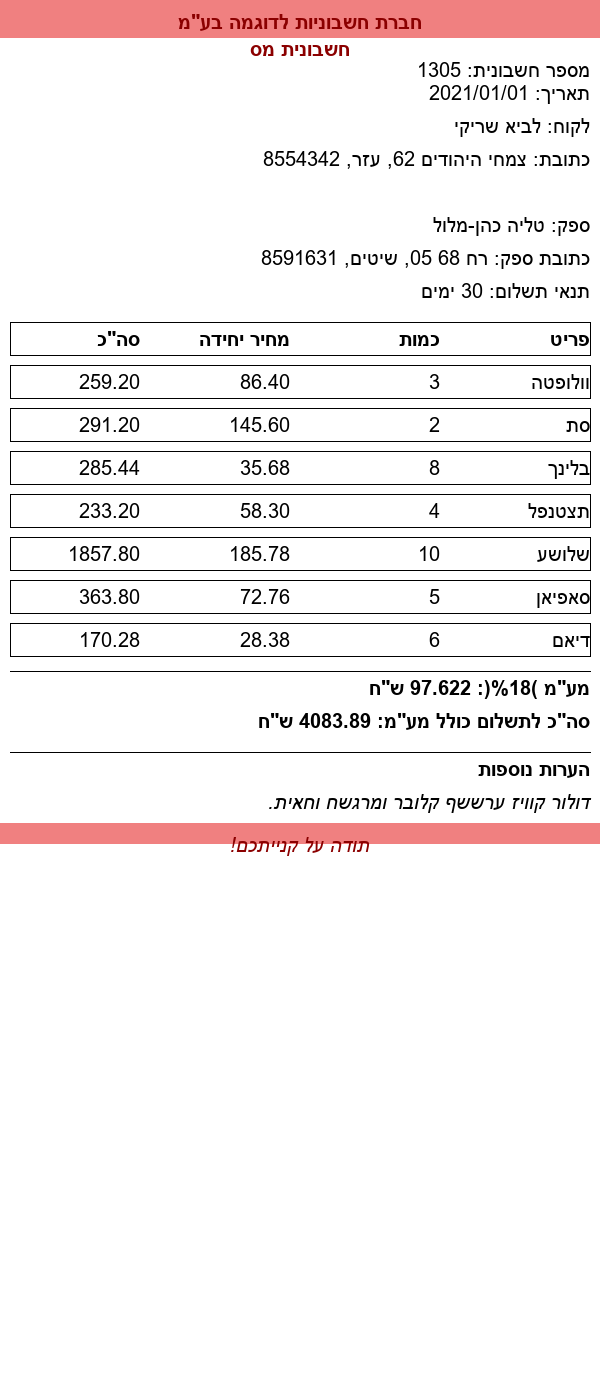 חברת חשבוניות לדוגמה בע"מ
חשבונית מס
מספר חשבונית: 1305
תאריך: 2021/01/01
לקוח: לביא שריקי
כתובת: צמחי היהודים 62, עזר, 8554342
ספק: טליה כהן-מלול
כתובת ספק: רח 68 05, שיטים, 8591631
תנאי תשלום: 30 ימים
פריט כמות מחיר יחידה סה"כ
וולופטה 3 86.40 259.20
סת 2 145.60 291.20
בלינך 8 35.68 285.44
תצטנפל 4 58.30 233.20
שלושע 10 185.78 1857.80
סאפיאן 5 72.76 363.80
דיאם 6 28.38 170.28
מע"מ )18%(: 97.622 ש"ח
סה"כ לתשלום כולל מע"מ: 4083.89 ש"ח
הערות נוספות
דולור קוויז ערששף קלובר ומרגשח וחאית.
תודה על קנייתכם!